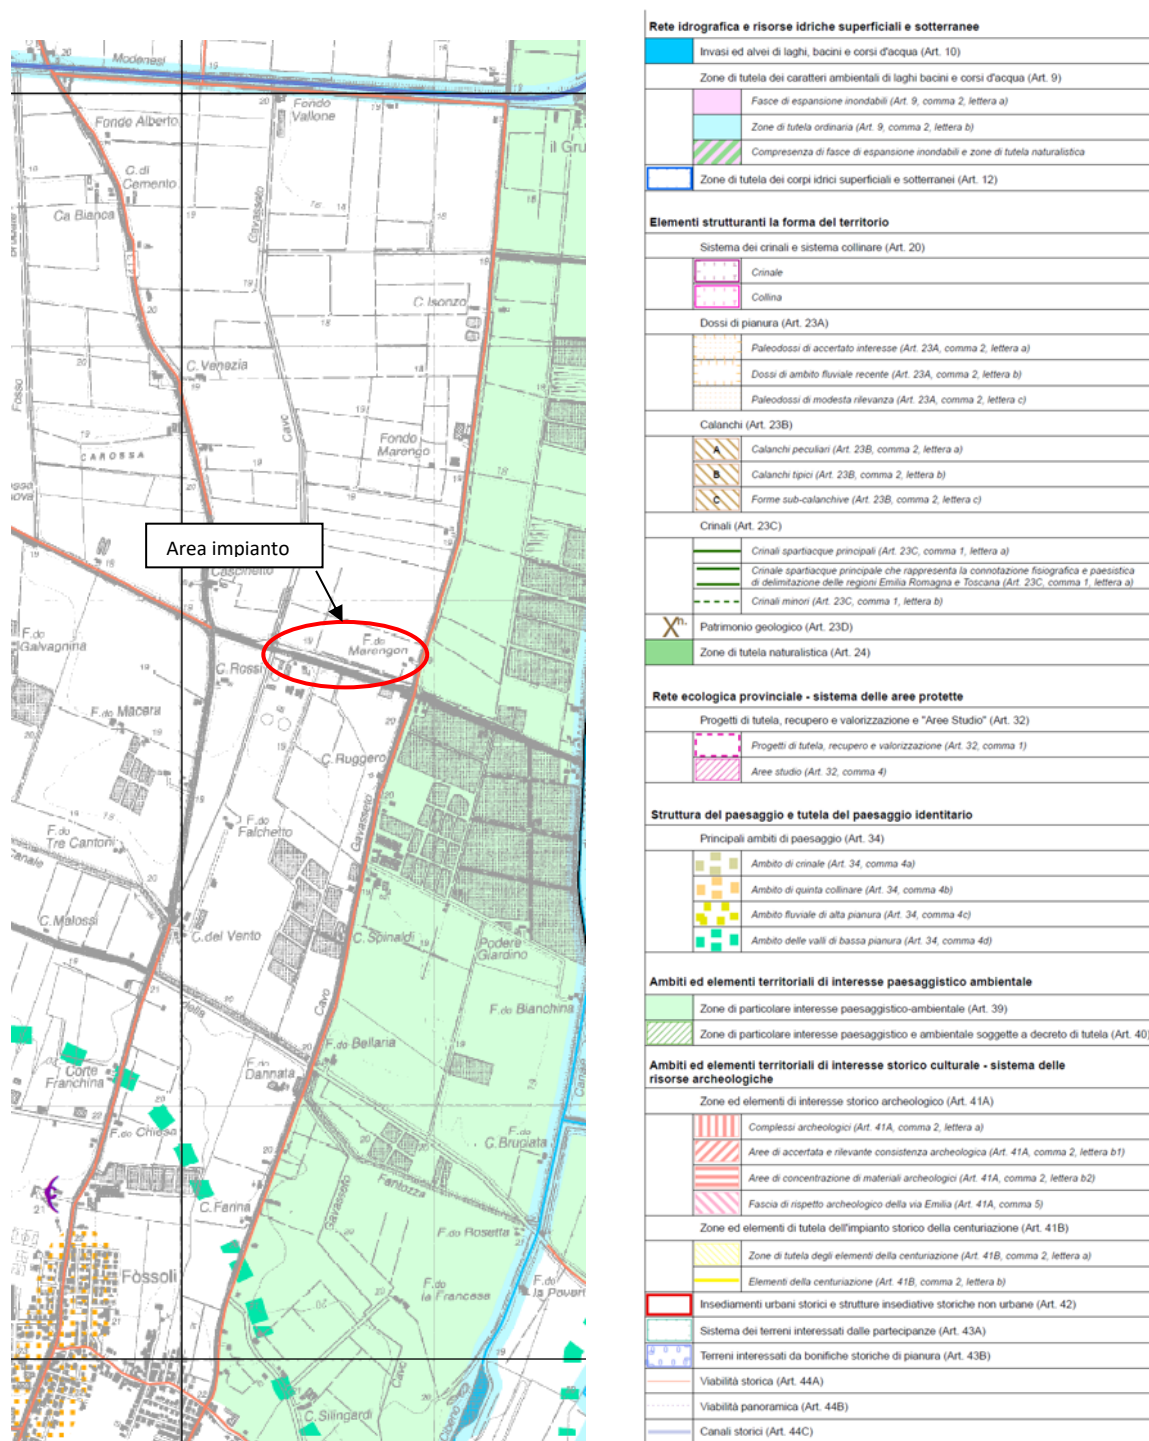 Modenesi
19
19
20
Fondo Alberto
Fondo
Vallone
il Gru
C. di
Cemento
Ca Bianca
Gavasseto
C. Isonzo
C. Venezia
Cavo
Fosso
Fondo
Marengo
CAROSSA
Area impianto
Cascinetto
F.do
Galvagnina
F.do
Marengon
C. Rossi
F.do Macera
C. Ruggero
Gavasseto
F.do
Falchetto
F.do
Tre Cantoni
C. Malossi
C. del Vento
C. Spinaldi
Podere
Giardino
F.do Bianchina
Cavo
F.do Bellaria
F.do
Dannata
Corte
Franchina
Canale
F.do Chiesa
F.do
C. Bruciata
Fantozza
Gavasseto
C. Farina
F.do Rosetta
Fossoli
F.do
la Francesa
F.do
la Povert
Cavo
C. Silingardi
Rete idrografica e risorse idriche superficiali e sotterranee
Invasi ed alvei di laghi, bacini e corsi d'acqua (Art. 10)
Zone di tutela dei caratteri ambientali di laghi bacini e corsi d'acqua (Art. 9)
Fasce di espansione inondabili (Art. 9, comma 2, lettera a)
Zone di tutela ordinaria (Art. 9, comma 2, lettera b)
Compresenza di fasce di espansione inondabili e zone di tutela naturalistica
Zone di tutela dei corpi idrici superficiali e sotterranei (Art. 12)
Elementi strutturanti la forma del territorio
Sistema dei crinali e sistema collinare (Art. 20)
Crinale
Collina
Dossi di pianura (Art. 23A)
Paleodossi di accertato interesse (Art. 23A, comma 2, lettera a)
Dossi di ambito fluviale recente (Art. 23A, comma 2, lettera b)
Paleodossi di modesta rilevanza (Art. 23A, comma 2, lettera c)
Calanchi (Art. 23B)
A Calanchi peculiari (Art. 23B, comma 2, lettera a)
B Calanchi tipici (Art. 23B, comma 2, lettera b)
C Forme sub-calanchive (Art. 23B, comma 2, lettera c)
Crinali (Art. 23C)
Crinali spartiacque principali (Art. 23C, comma 1, lettera a)
Crinale spartiacque principale che rappresenta la connotazione fisiografica e paesistica
di delimitazione delle regioni Emilia Romagna e Toscana (Art. 23C, comma 1, lettera a)
Crinali minori (Art. 23C, comma 1, lettera b)
Xn. Patrimonio geologico (Art. 23D)
Zone di tutela naturalistica (Art. 24)
Rete ecologica provinciale - sistema delle aree protette
Progetti di tutela, recupero e valorizzazione e "Aree Studio" (Art. 32)
Progetti di tutela, recupero e valorizzazione (Art. 32, comma 1)
Aree studio (Art. 32, comma 4)
Struttura del paesaggio e tutela del paesaggio identitario
Principali ambiti di paesaggio (Art. 34)
Ambito di crinale (Art. 34, comma 4a)
Ambito di quinta collinare (Art. 34, comma 4b)
Ambito fluviale di alta pianura (Art. 34, comma 4c)
Ambito delle valli di bassa pianura (Art. 34, comma 4d)
Ambiti ed elementi territoriali di interesse paesaggistico ambientale
Zone di particolare interesse paesaggistico-ambientale (Art. 39)
Zone di particolare interesse paesaggistico e ambientale soggette a decreto di tutela (Art. 40)
Ambiti ed elementi territoriali di interesse storico culturale - sistema delle
risorse archeologiche
Zone ed elementi di interesse storico archeologico (Art. 41A)
Complessi archeologici (Art. 41A, comma 2, lettera a)
Aree di accertata e rilevante consistenza archeologica (Art. 41A, comma 2, lettera b1)
Aree di concentrazione di materiali archeologici (Art. 41A, comma 2, lettera b2)
Fascia di rispetto archeologico della via Emilia (Art. 41A, comma 5)
Zone ed elementi di tutela dell'impianto storico della centuriazione (Art. 41B)
Zone di tutela degli elementi della centuriazione (Art. 41B, comma 2, lettera a)
Elementi della centuriazione (Art. 41B, comma 2, lettera b)
Insediamenti urbani storici e strutture insediative storiche non urbane (Art. 42)
Sistema dei terreni interessati dalle partecipanze (Art. 43A)
Terreni interessati da bonifiche storiche di pianura (Art. 43B)
Viabilità storica (Art. 44A)
Viabilità panoramica (Art. 44B)
Canali storici (Art. 44C)